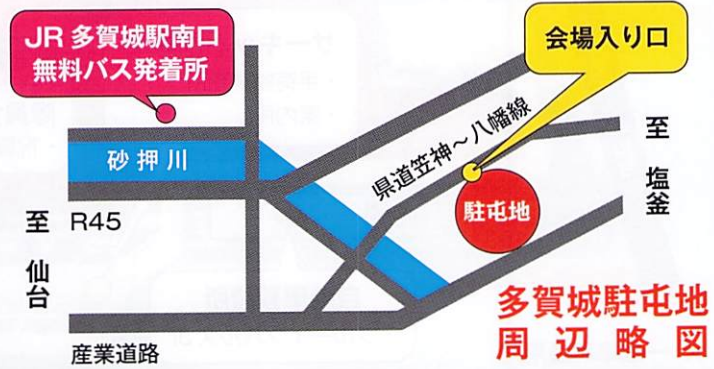 JR 多賀城駅南口
無料バス発着所
会場入り口
県道笠神～八幡線
砂押川
至 塩釜
駐屯地
R45
至 仙台
多賀城駐屯地
周辺略図
産業道路